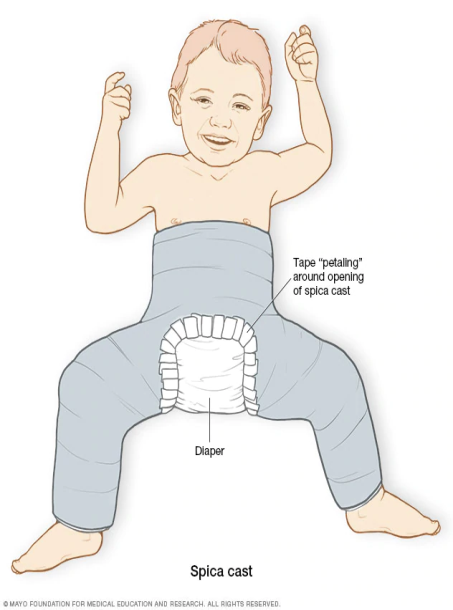 Tape “petaling”
around opening
of spica cast
Diaper
Spica cast
© MAYO FOUNDATION FOR MEDICAL EDUCATION AND RESEARCH. ALL RIGHTS RESERVED.